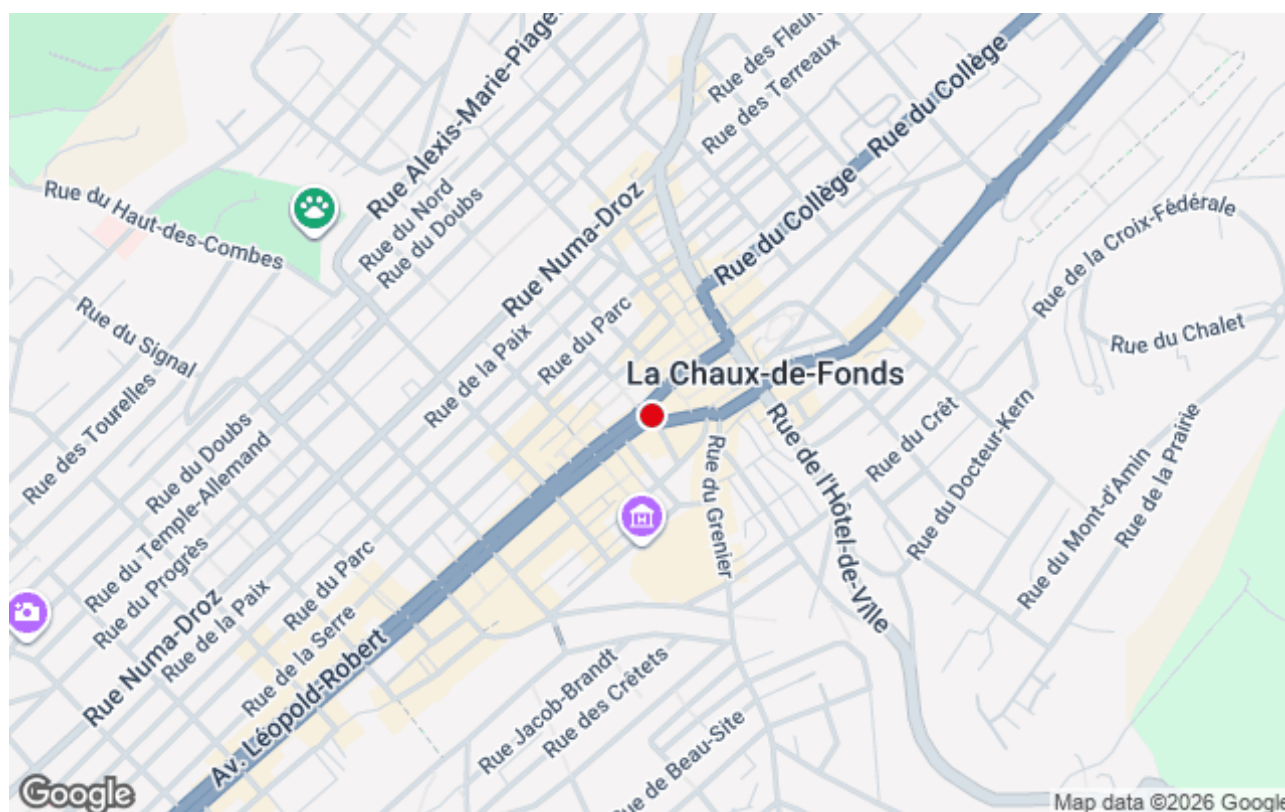 Rue Alexis-Marie-Piaget
Rue des Fleurs
Rue des Terreaux
Rue du Collège
Rue du Collège
Rue du Collège
Rue du Haut-des-Combes
Rue du Nord
Rue du Doubs
Rue Numa-Droz
Rue de la Croix-Fédérale
Rue du Chalet
Rue du Signal
Rue de la Paix
Rue du Parc
La Chaux-de-Fonds
Rue des Tourelles
Rue du Doubs
Rue du Temple-Allemand
Rue du Progrès
Rue Numa-Droz
Rue de la Paix
Rue du Parc
Rue de la Serre
Av. Léopold-Robert
Rue du Grenier
Rue de l'Hôtel-de-Ville
Rue du Crêt
Rue du Docteur-Kern
Rue du Mont-d'Amin
Rue de la Prairie
Rue Jacob-Brandt
Rue des Crêtets
Rue de Beau-Site
Google
Map data ©2026 Google